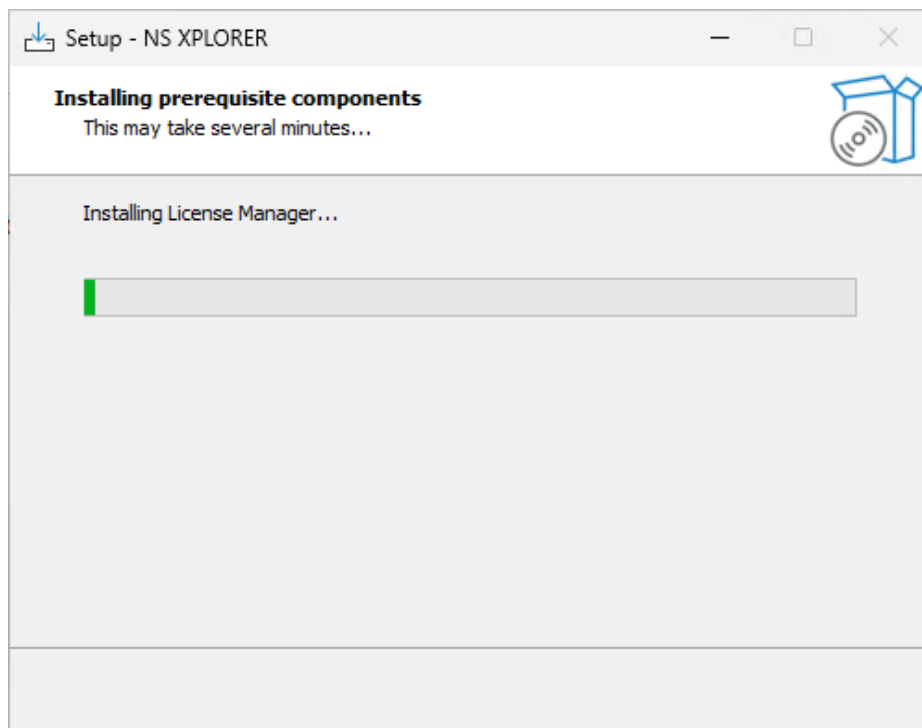 Setup - NS XPLORER
Installing prerequisite components
This may take several minutes...
Installing License Manager...